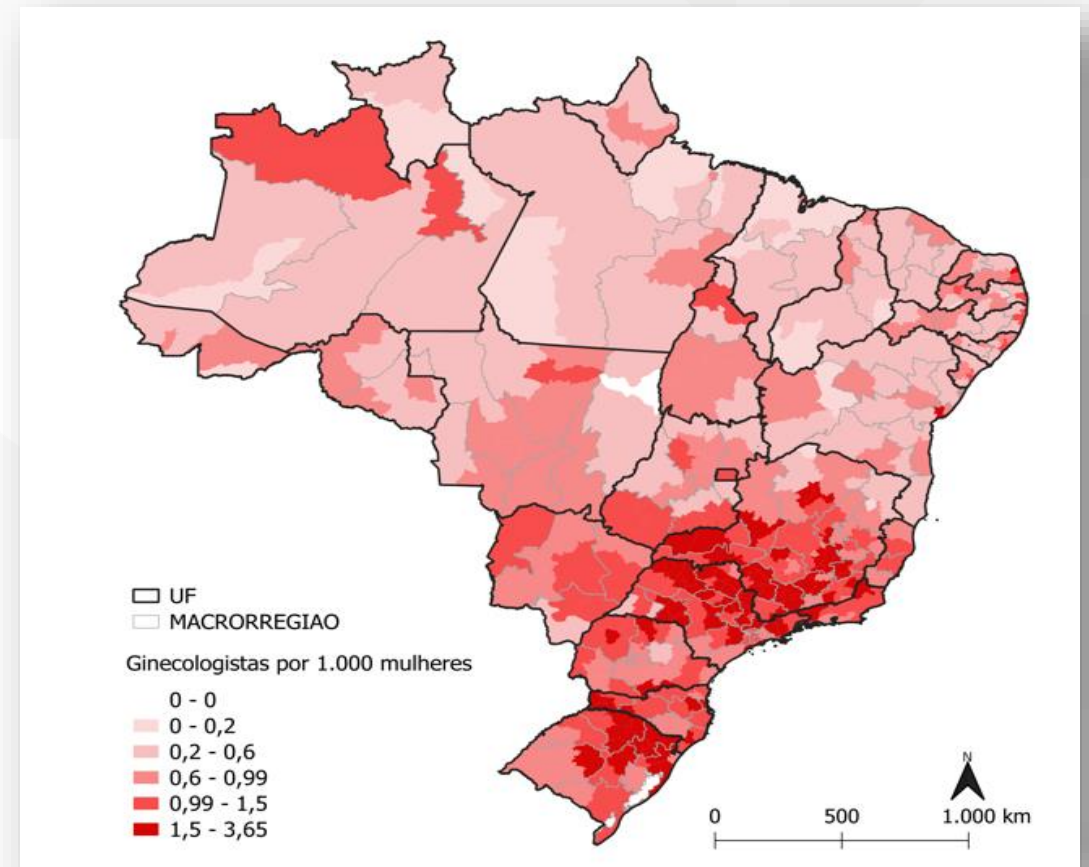 UF
MACRORREGIAO
Ginecologistas por 1.000 mulheres
0 - 0
0 - 0,2
0,2 - 0,6
0,6 - 0,99
0,99 - 1,5
1,5 - 3,65
N
0 500 1.000 km